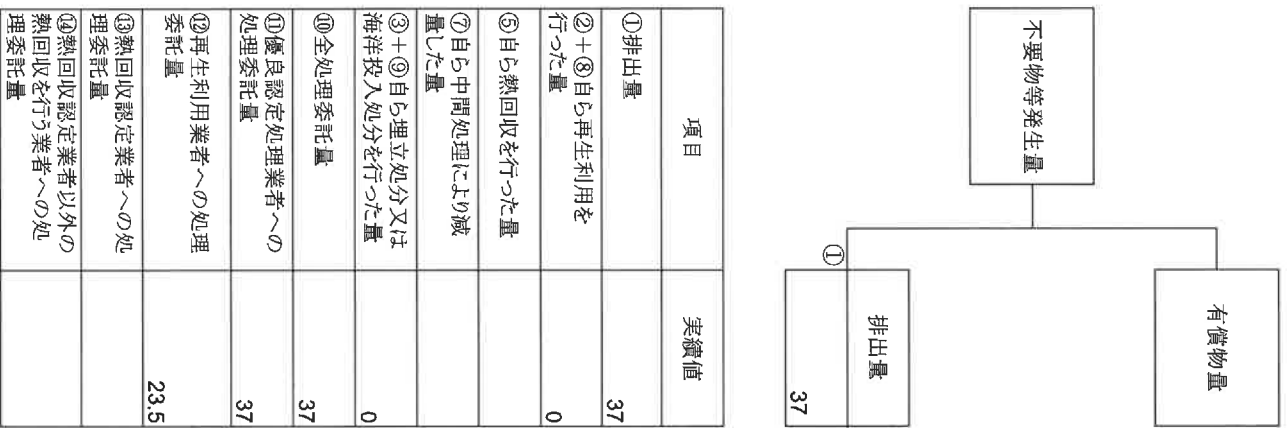 不要物等発生量
有償物量
①
排出量
37
項目
実績値
①排出量
37
②+⑧自ら再生利用を
行った量
0
⑤自ら熱回収を行った量
⑦自ら中間処理により減
量した量
③+⑨自ら埋立処分又は
海洋投入処分を行った量
0
⑩全処理委託量
37
⑪優良認定処理業者への
処理委託量
37
⑫再生利用業者への処理
委託量
23.5
⑬熱回収認定業者への処
理委託量
⑭熱回収認定業者以外の
熱回収を行う業者への処
理委託量